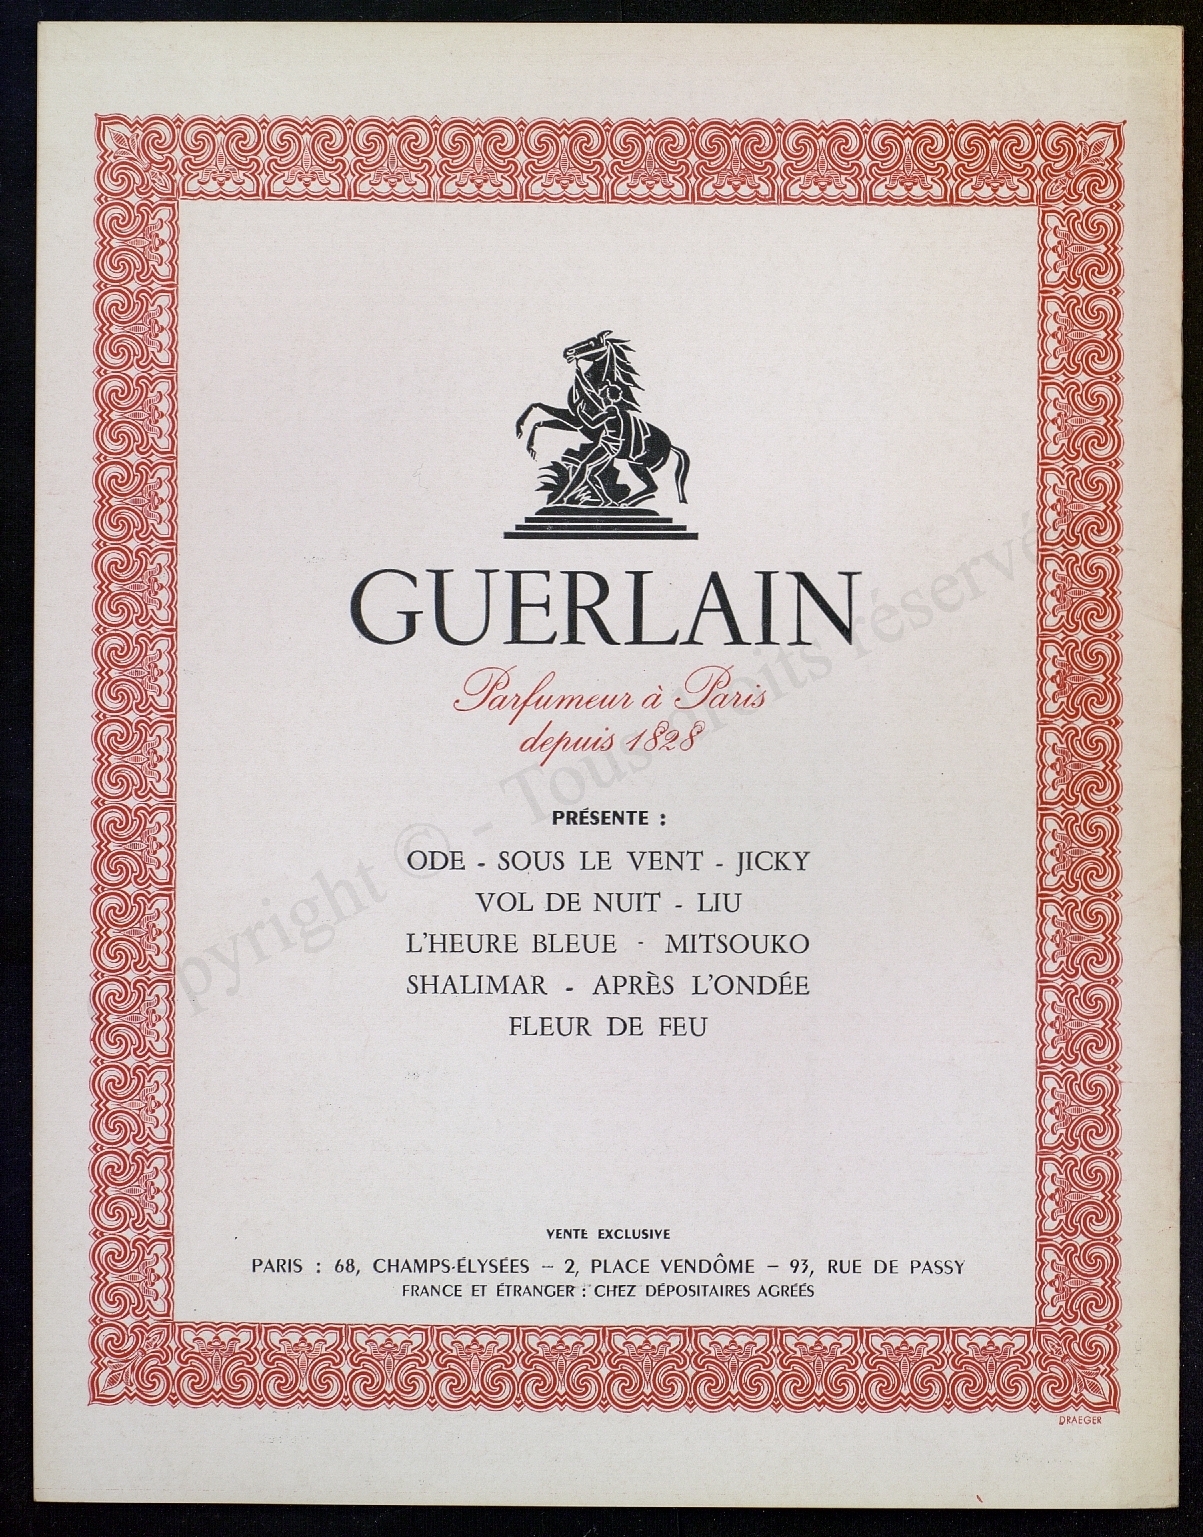 GUERLAIN
Parfumeur à Paris
depuis 1828
PRÉSENTE :
ODE - SOUS LE VENT - JICKY
VOL DE NUIT - LIU
L'HEURE BLEUE - MITSOUKO
SHALIMAR - APRÈS L'ONDÉE
FLEUR DE FEU
VENTE EXCLUSIVE
PARIS : 68, CHAMPS-ÉLYSÉES – 2, PLACE VENDÔME – 93, RUE DE PASSY
FRANCE ET ÉTRANGER : CHEZ DÉPOSITAIRES AGRÉÉS
DRAEGER
pyright © - Tous droits réservé